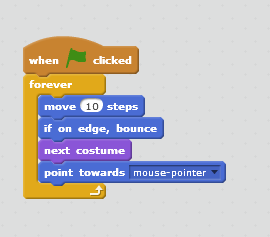 when clicked
forever
move 10 steps
if on edge, bounce
next costume
point towards mouse-pointer